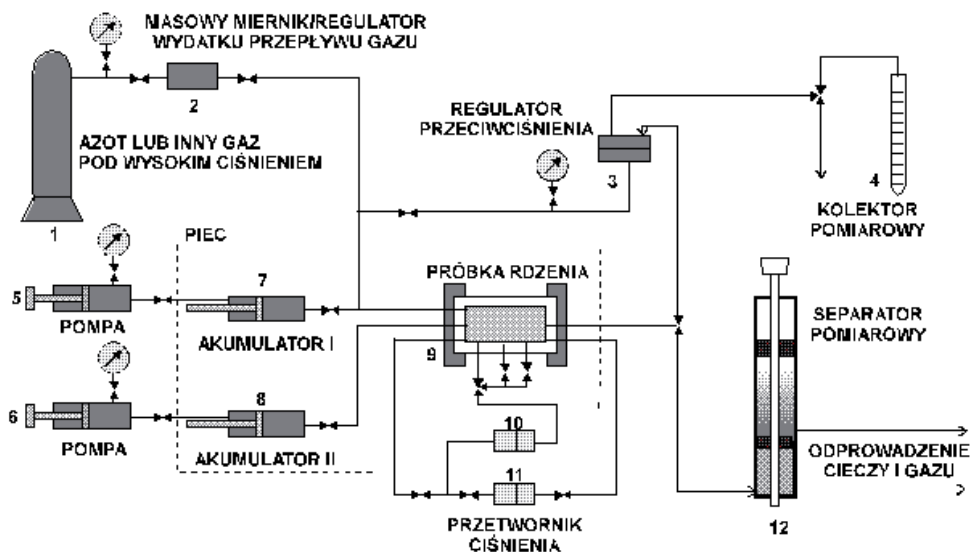 MASOWY MIERNIK/REGULATOR
WYDATKU PRZEPŁYWU GAZU
2
AZOT LUB INNY GAZ
POD WYSOKIM CIŚNIENIEM
1
REGULATOR
PRZECIWCIŚNIENIA
3
4
KOLEKTOR
POMIAROWY
PIEC
5
POMPA
7
AKUMULATOR I
PRÓBKA RDZENIA
9
SEPARATOR
POMIAROWY
6
POMPA
8
AKUMULATOR II
10
11
PRZETWORNIK
CIŚNIENIA
ODPROWADZENIE
CIECZY I GAZU
12